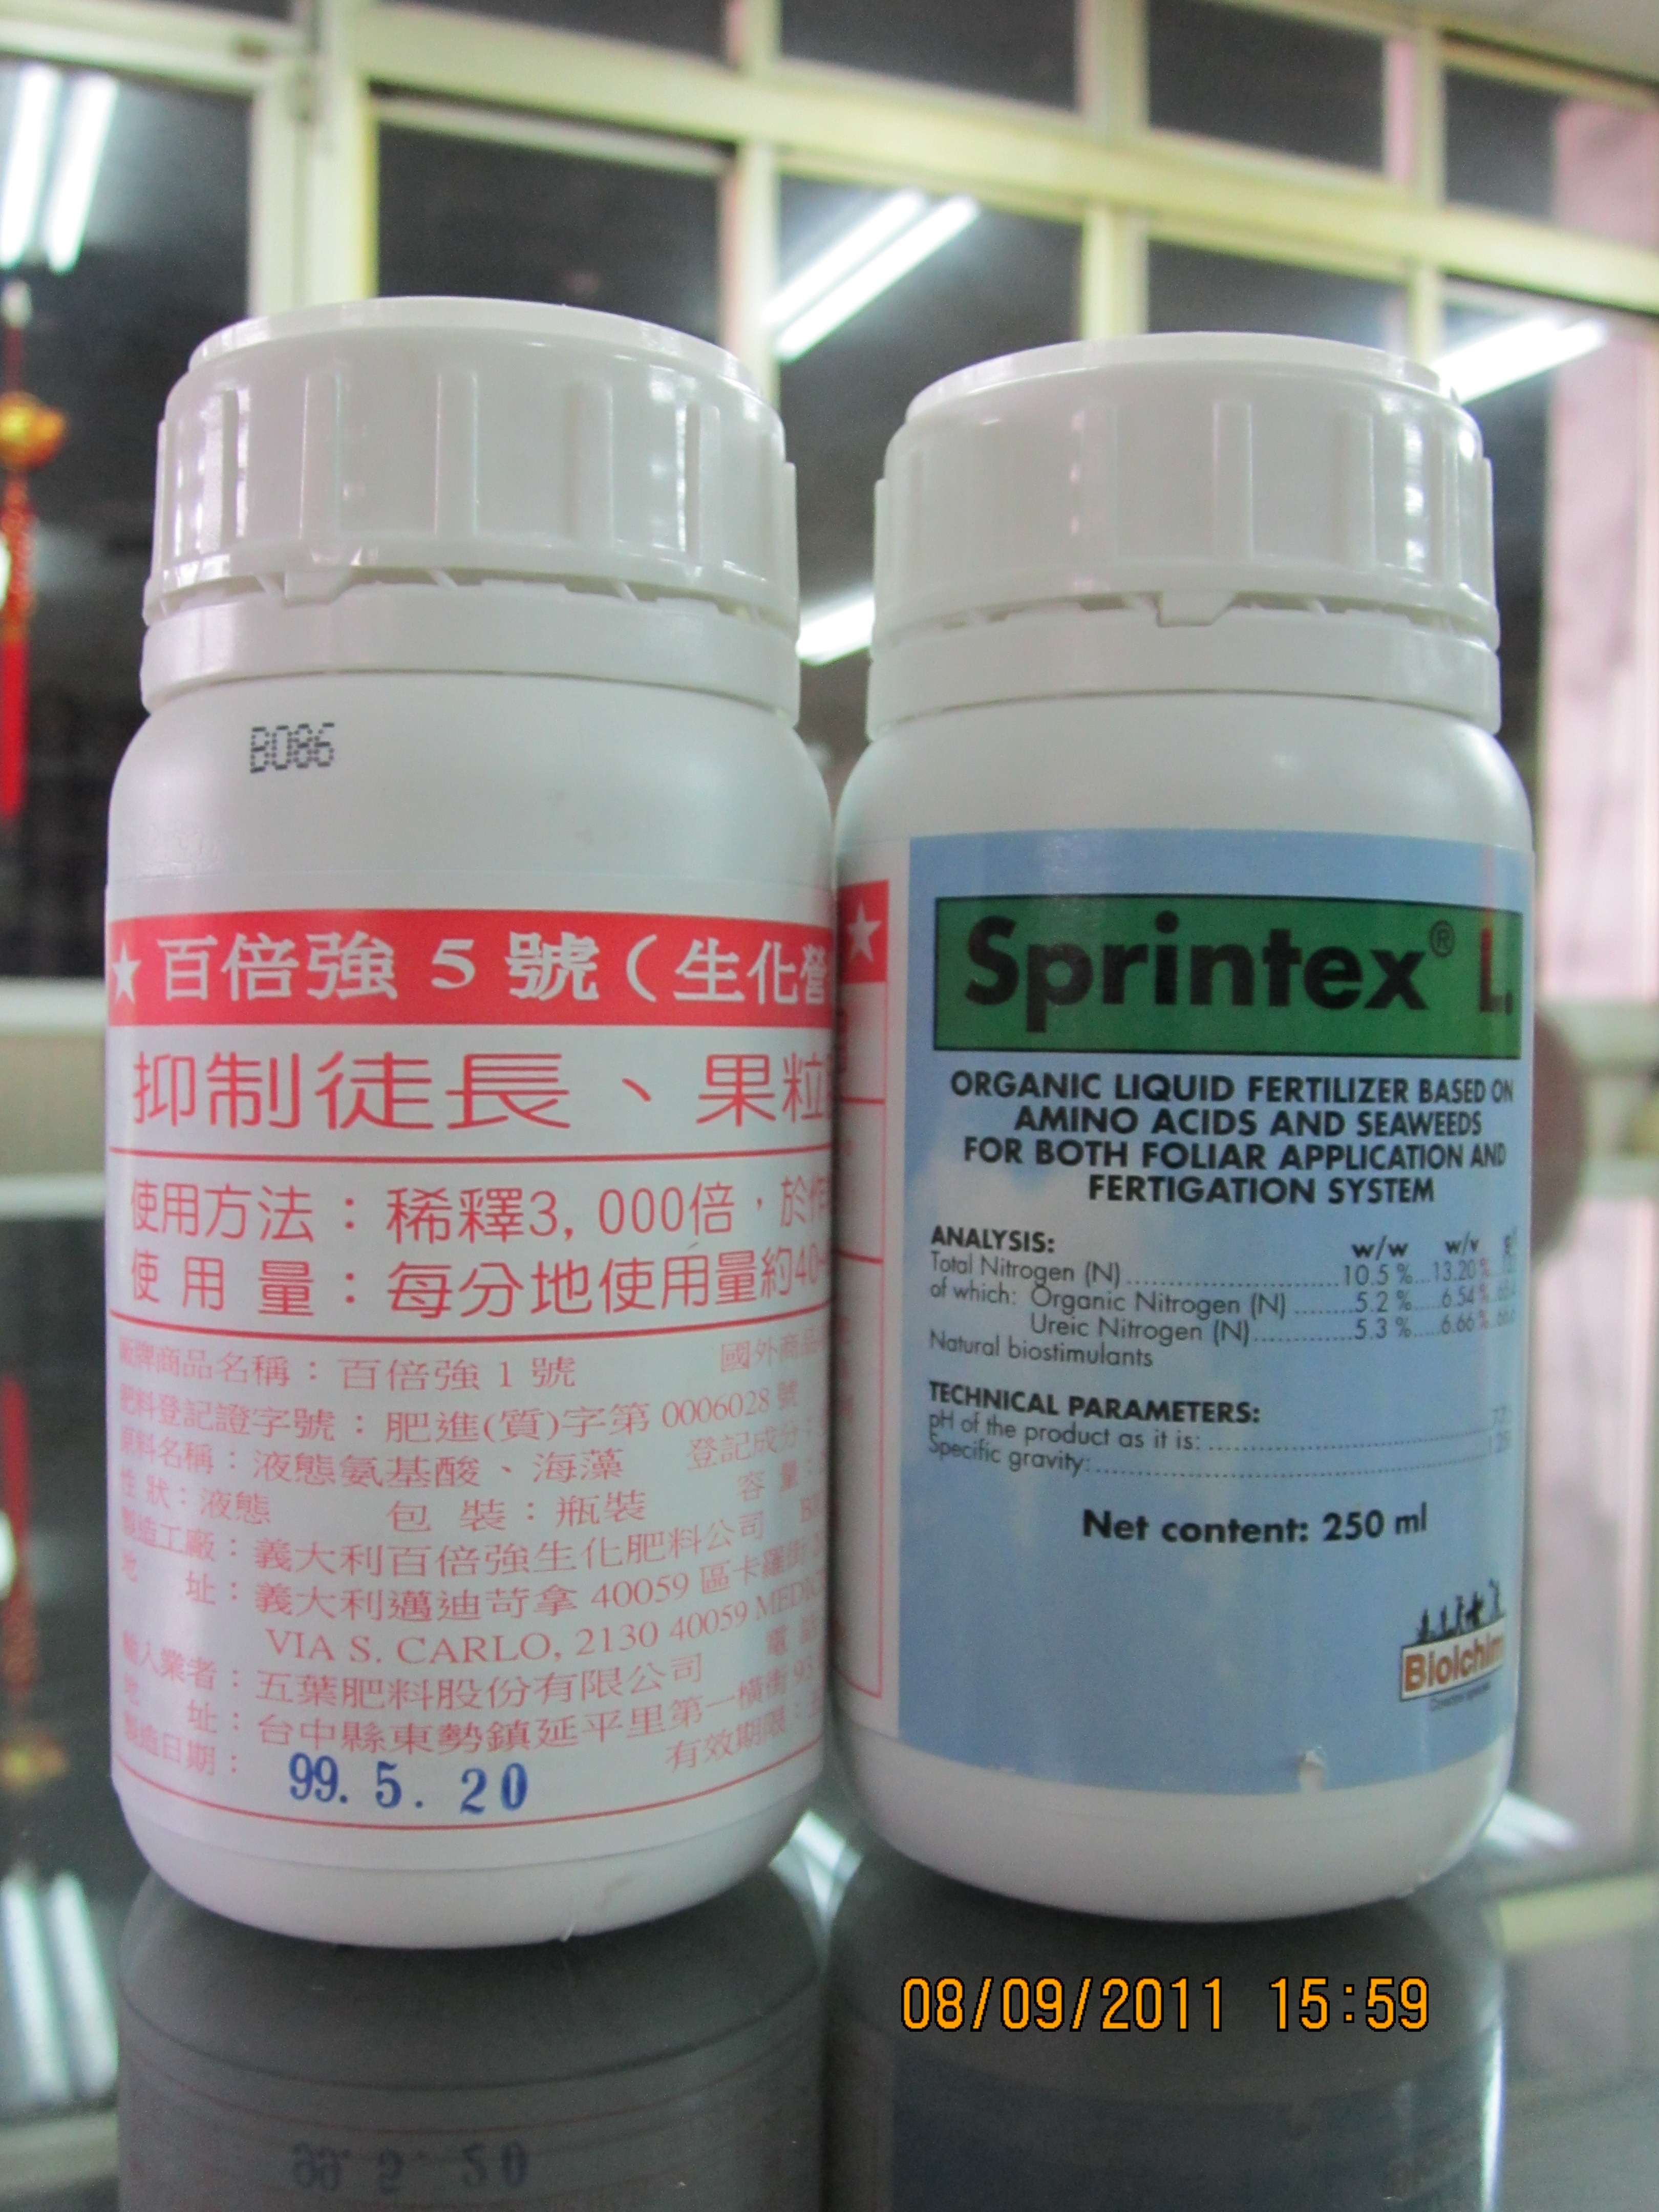 B086
★百倍強 5 號（生化營
抑制徒長、果粒
使用方法：稀釋3,000倍，於作
使 用 量：每分地使用量約40
廠牌商品名稱：百倍強 1 號 國外商品
肥料登記證字號：肥進(質)字第 0006028 號
原料名稱：液態氨基酸、海藻 登記成分：
性 狀：液態 包 裝：瓶裝 容 量：
製造工廠：義大利百倍強生化肥料公司
地 址：義大利邁迪苛拿 40059 區卡羅街
VIA S. CARLO, 2130 40059 MEDIC
輸入業者：五葉肥料股份有限公司 電 話
地 址：台中縣東勢鎮延平里第一橫街 95
製造日期：99. 5. 20 有效期限：
★
Sprintex® L.
ORGANIC LIQUID FERTILIZER BASED ON
AMINO ACIDS AND SEAWEEDS
FOR BOTH FOLIAR APPLICATION AND
FERTIGATION SYSTEM
ANALYSIS: w/w w/v
Total Nitrogen (N) 10.5 % 13.20 %
of which: Organic Nitrogen (N) 5.2 % 6.54 %
Ureic Nitrogen (N) 5.3 % 6.66 %
Natural biostimulants
TECHNICAL PARAMETERS:
pH of the product as it is:
Specific gravity:
Net content: 250 ml
Biolchim
08/09/2011 15:59